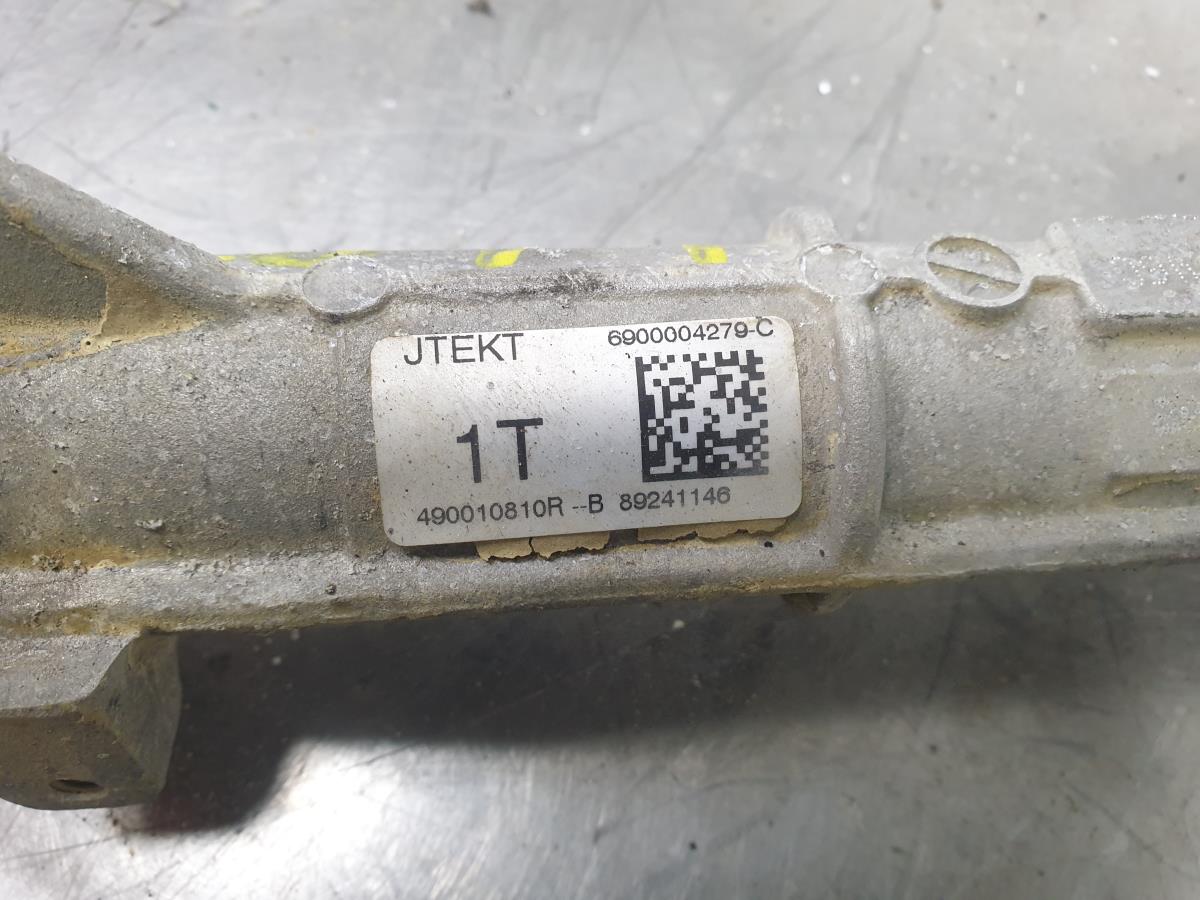 JTEKT 6900004279-C
1T
490010810R --B 89241146